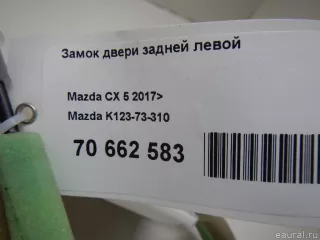 Замок двери задней левой
Mazda CX 5 2017>
Mazda K123-73-310
70 662 583
eaural.ru